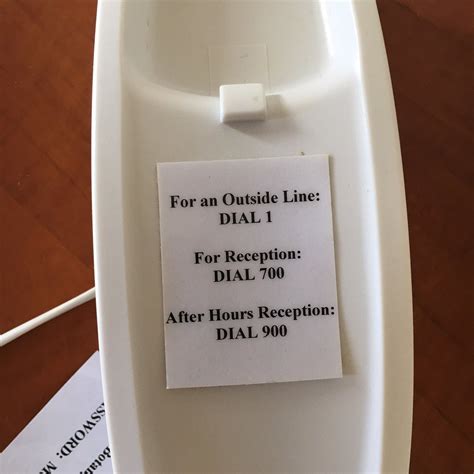 For an Outside Line:
DIAL 1
For Reception:
DIAL 700
After Hours Reception:
DIAL 900